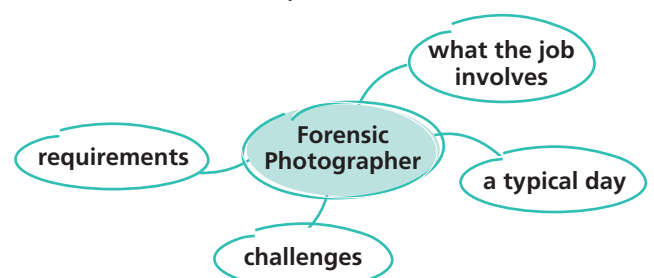 what the job
involves
Forensic
Photographer
requirements
a typical day
challenges